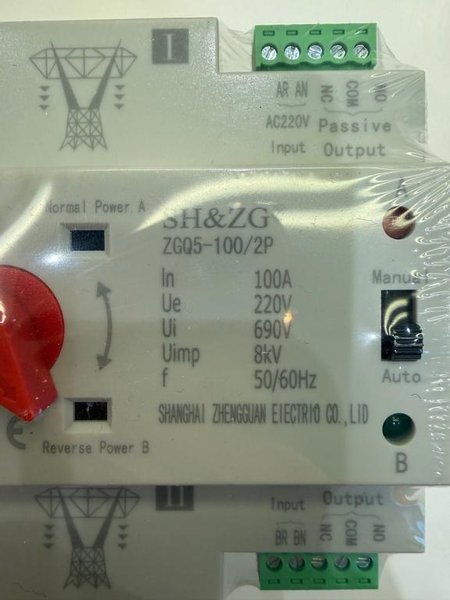 I
AR AN NC COM NO
AC220V Passive
Input Output
Normal Power A
SH&ZG
A
ZGQ5-100/2P
In 100A
Manual
Ue 220V
Ui 690V
Uimp 8kV
Auto
f 50/60Hz
SHANGHAI ZHENGGUAN EIECTRIO CO.,LID
CE
Reverse Power B
B
II
Input Output
BR BN NC COM NO